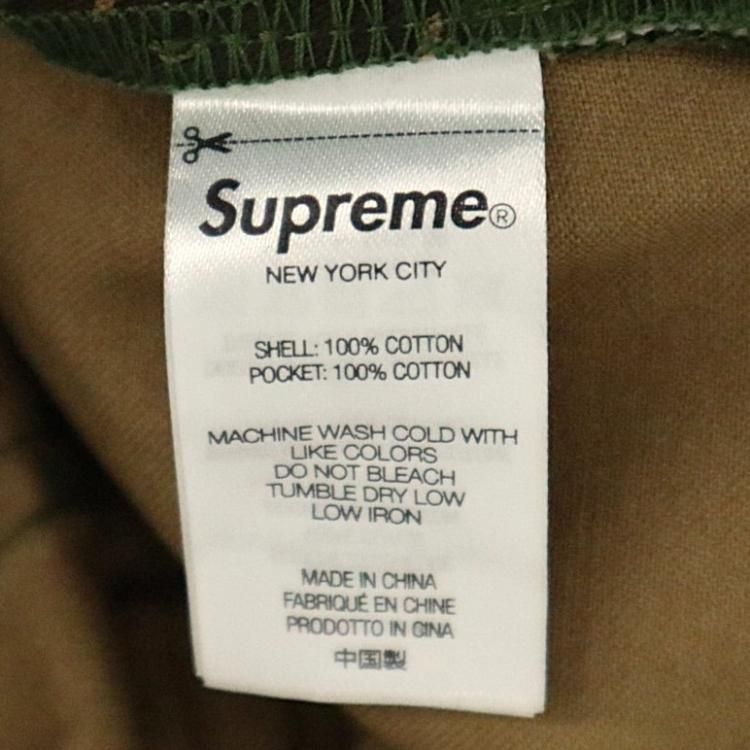 Supreme®
NEW YORK CITY
SHELL: 100% COTTON
POCKET: 100% COTTON
MACHINE WASH COLD WITH
LIKE COLORS
DO NOT BLEACH
TUMBLE DRY LOW
LOW IRON
MADE IN CHINA
FABRIQUÉ EN CHINE
PRODOTTO IN CINA
中国製